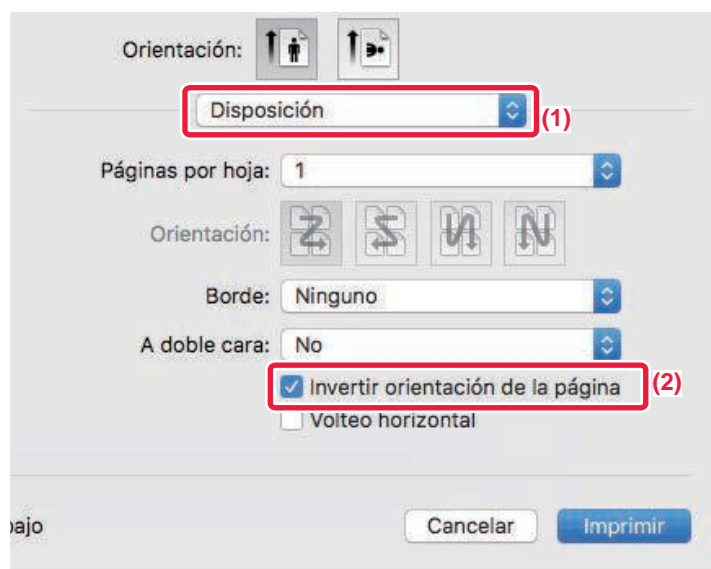 Orientación:
Disposición
(1)
Páginas por hoja: 1
Orientación:
Borde: Ninguno
A doble cara: No
Invertir orientación de la página
(2)
Volteo horizontal
ajo
Cancelar
Imprimir